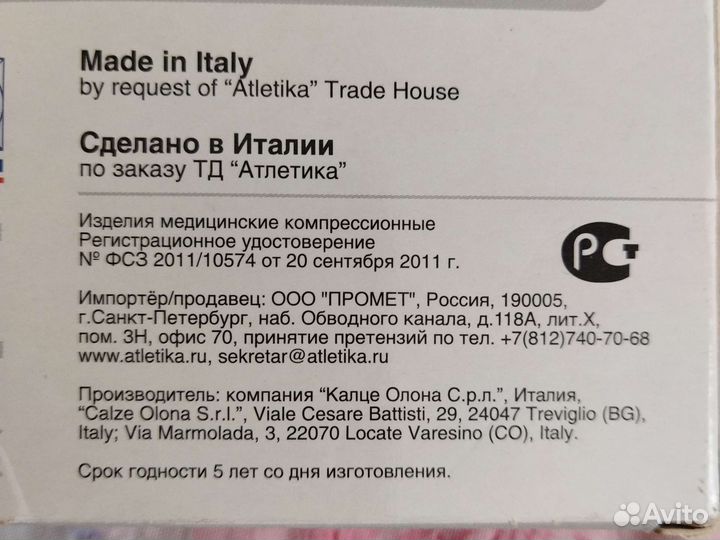 Made in Italy
by request of “Atletika” Trade House
Сделано в Италии
по заказу ТД “Атлетика”
Изделия медицинские компрессионные
Регистрационное удостоверение
№ ФСЗ 2011/10574 от 20 сентября 2011 г.
РСТ
Импортёр/продавец: ООО "ПРОМЕТ", Россия, 190005,
г.Санкт-Петербург, наб. Обводного канала, д.118А, лит.Х,
пом. 3Н, офис 70, принятие претензий по тел. +7(812)740-70-68
www.atletika.ru, sekretar@atletika.ru
Производитель: компания “Калце Олона С.р.л.”, Италия,
“Calze Olona S.r.l.”, Viale Cesare Battisti, 29, 24047 Treviglio (BG),
Italy; Via Marmolada, 3, 22070 Locate Varesino (CO), Italy.
Срок годности 5 лет со дня изготовления.
Avito